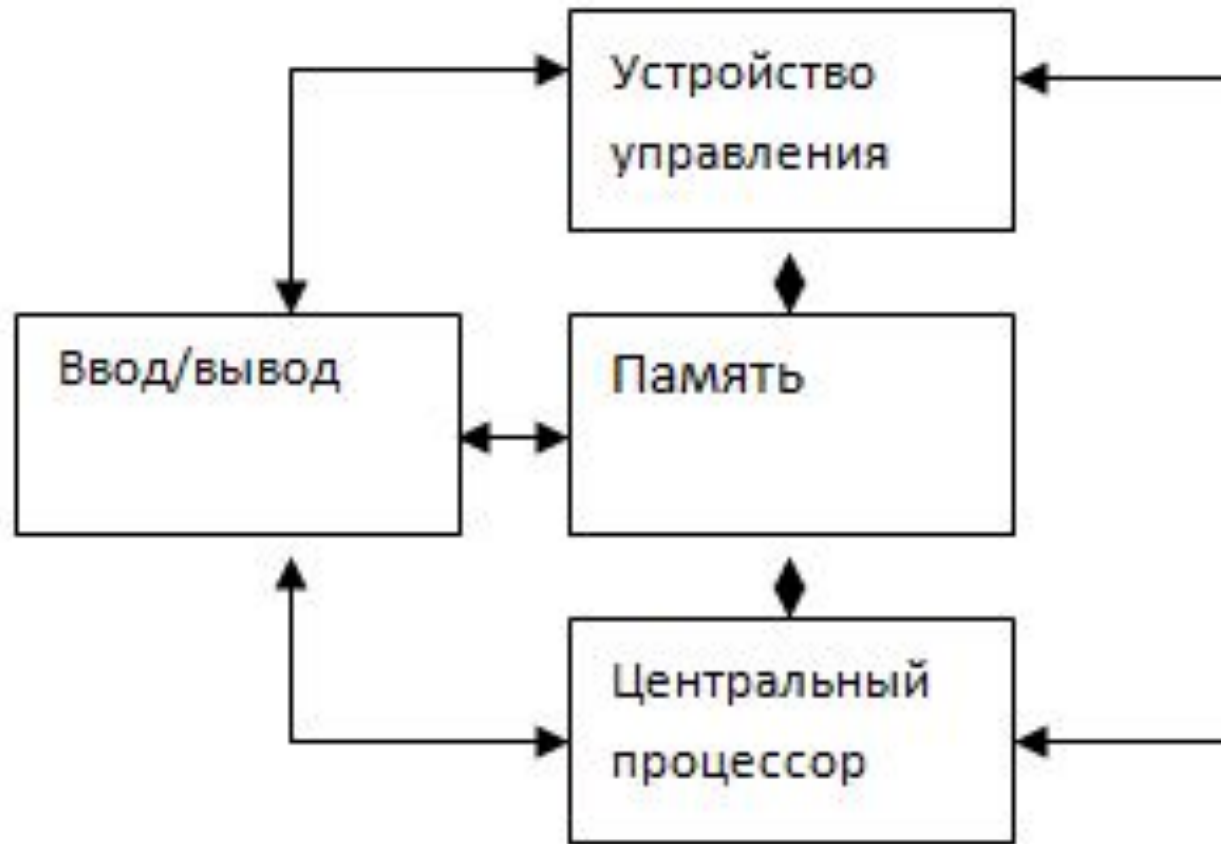 Устройство
управления
Ввод/вывод
Память
Центральный
процессор